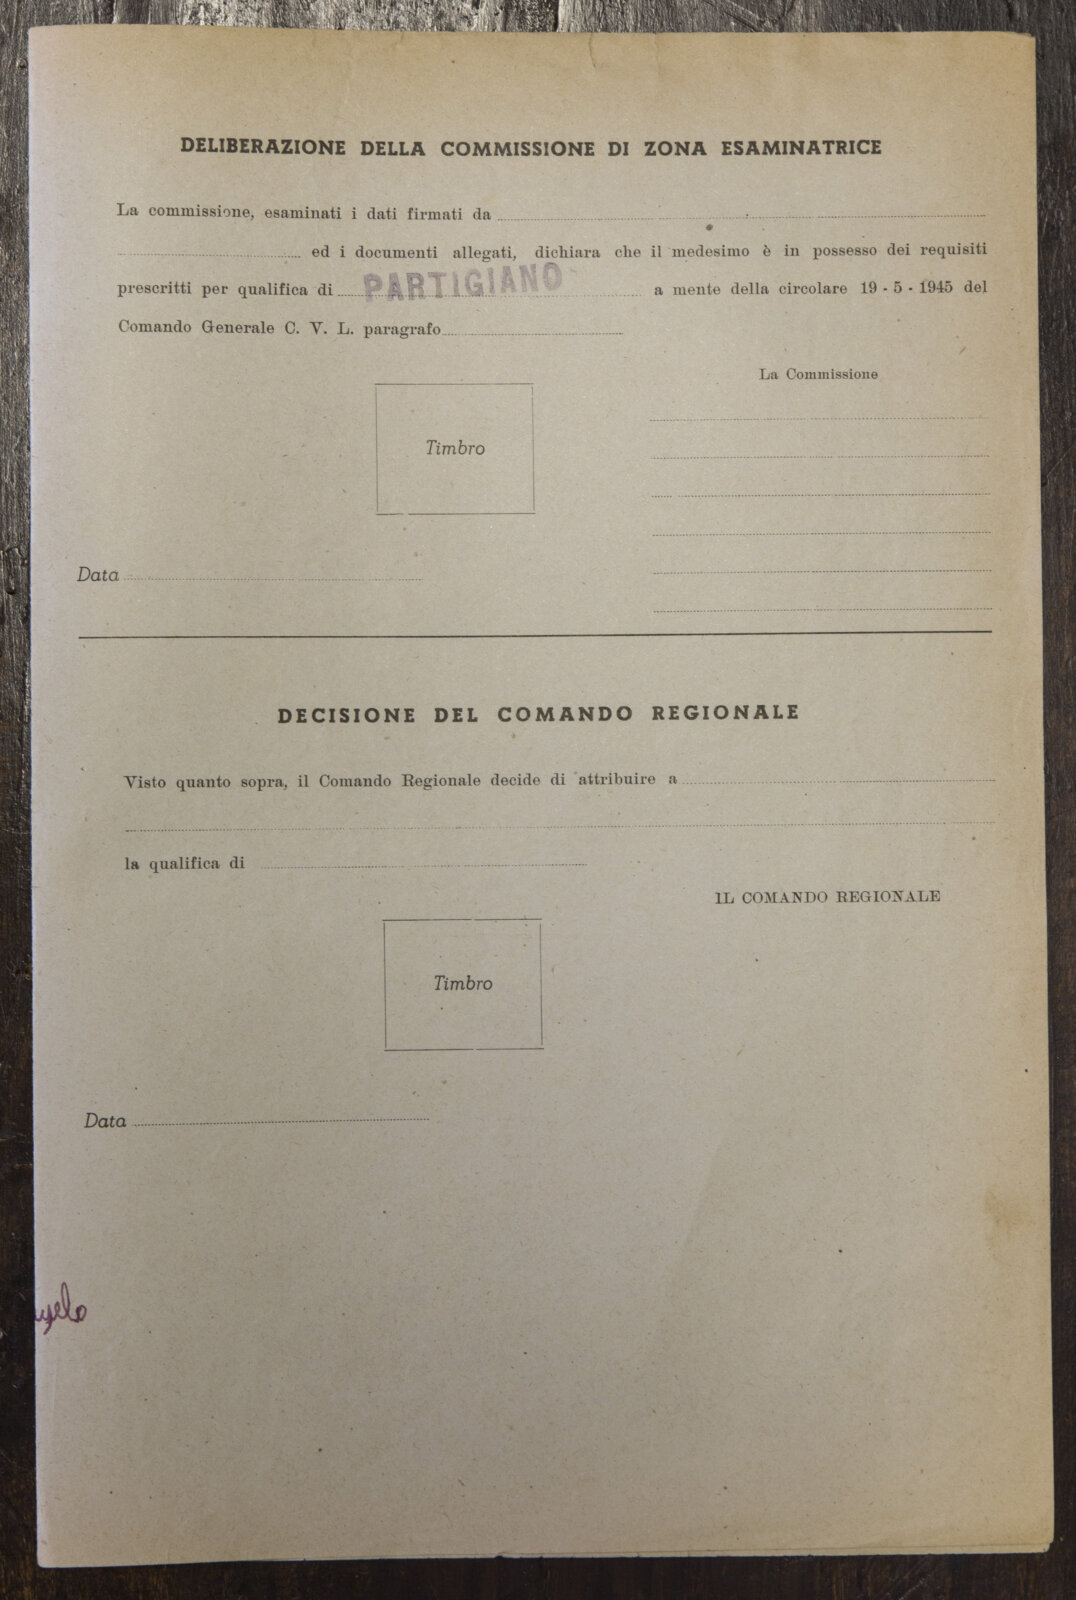 DELIBERAZIONE DELLA COMMISSIONE DI ZONA ESAMINATRICE
La commissione, esaminati i dati firmati da
ed i documenti allegati, dichiara che il medesimo è in possesso dei requisiti
prescritti per qualifica di PARTIGIANO a mente della circolare 19 - 5 - 1945 del
Comando Generale C. V. L. paragrafo
La Commissione
Timbro
Data
DECISIONE DEL COMANDO REGIONALE
Visto quanto sopra, il Comando Regionale decide di attribuire a
la qualifica di
IL COMANDO REGIONALE
Timbro
Data